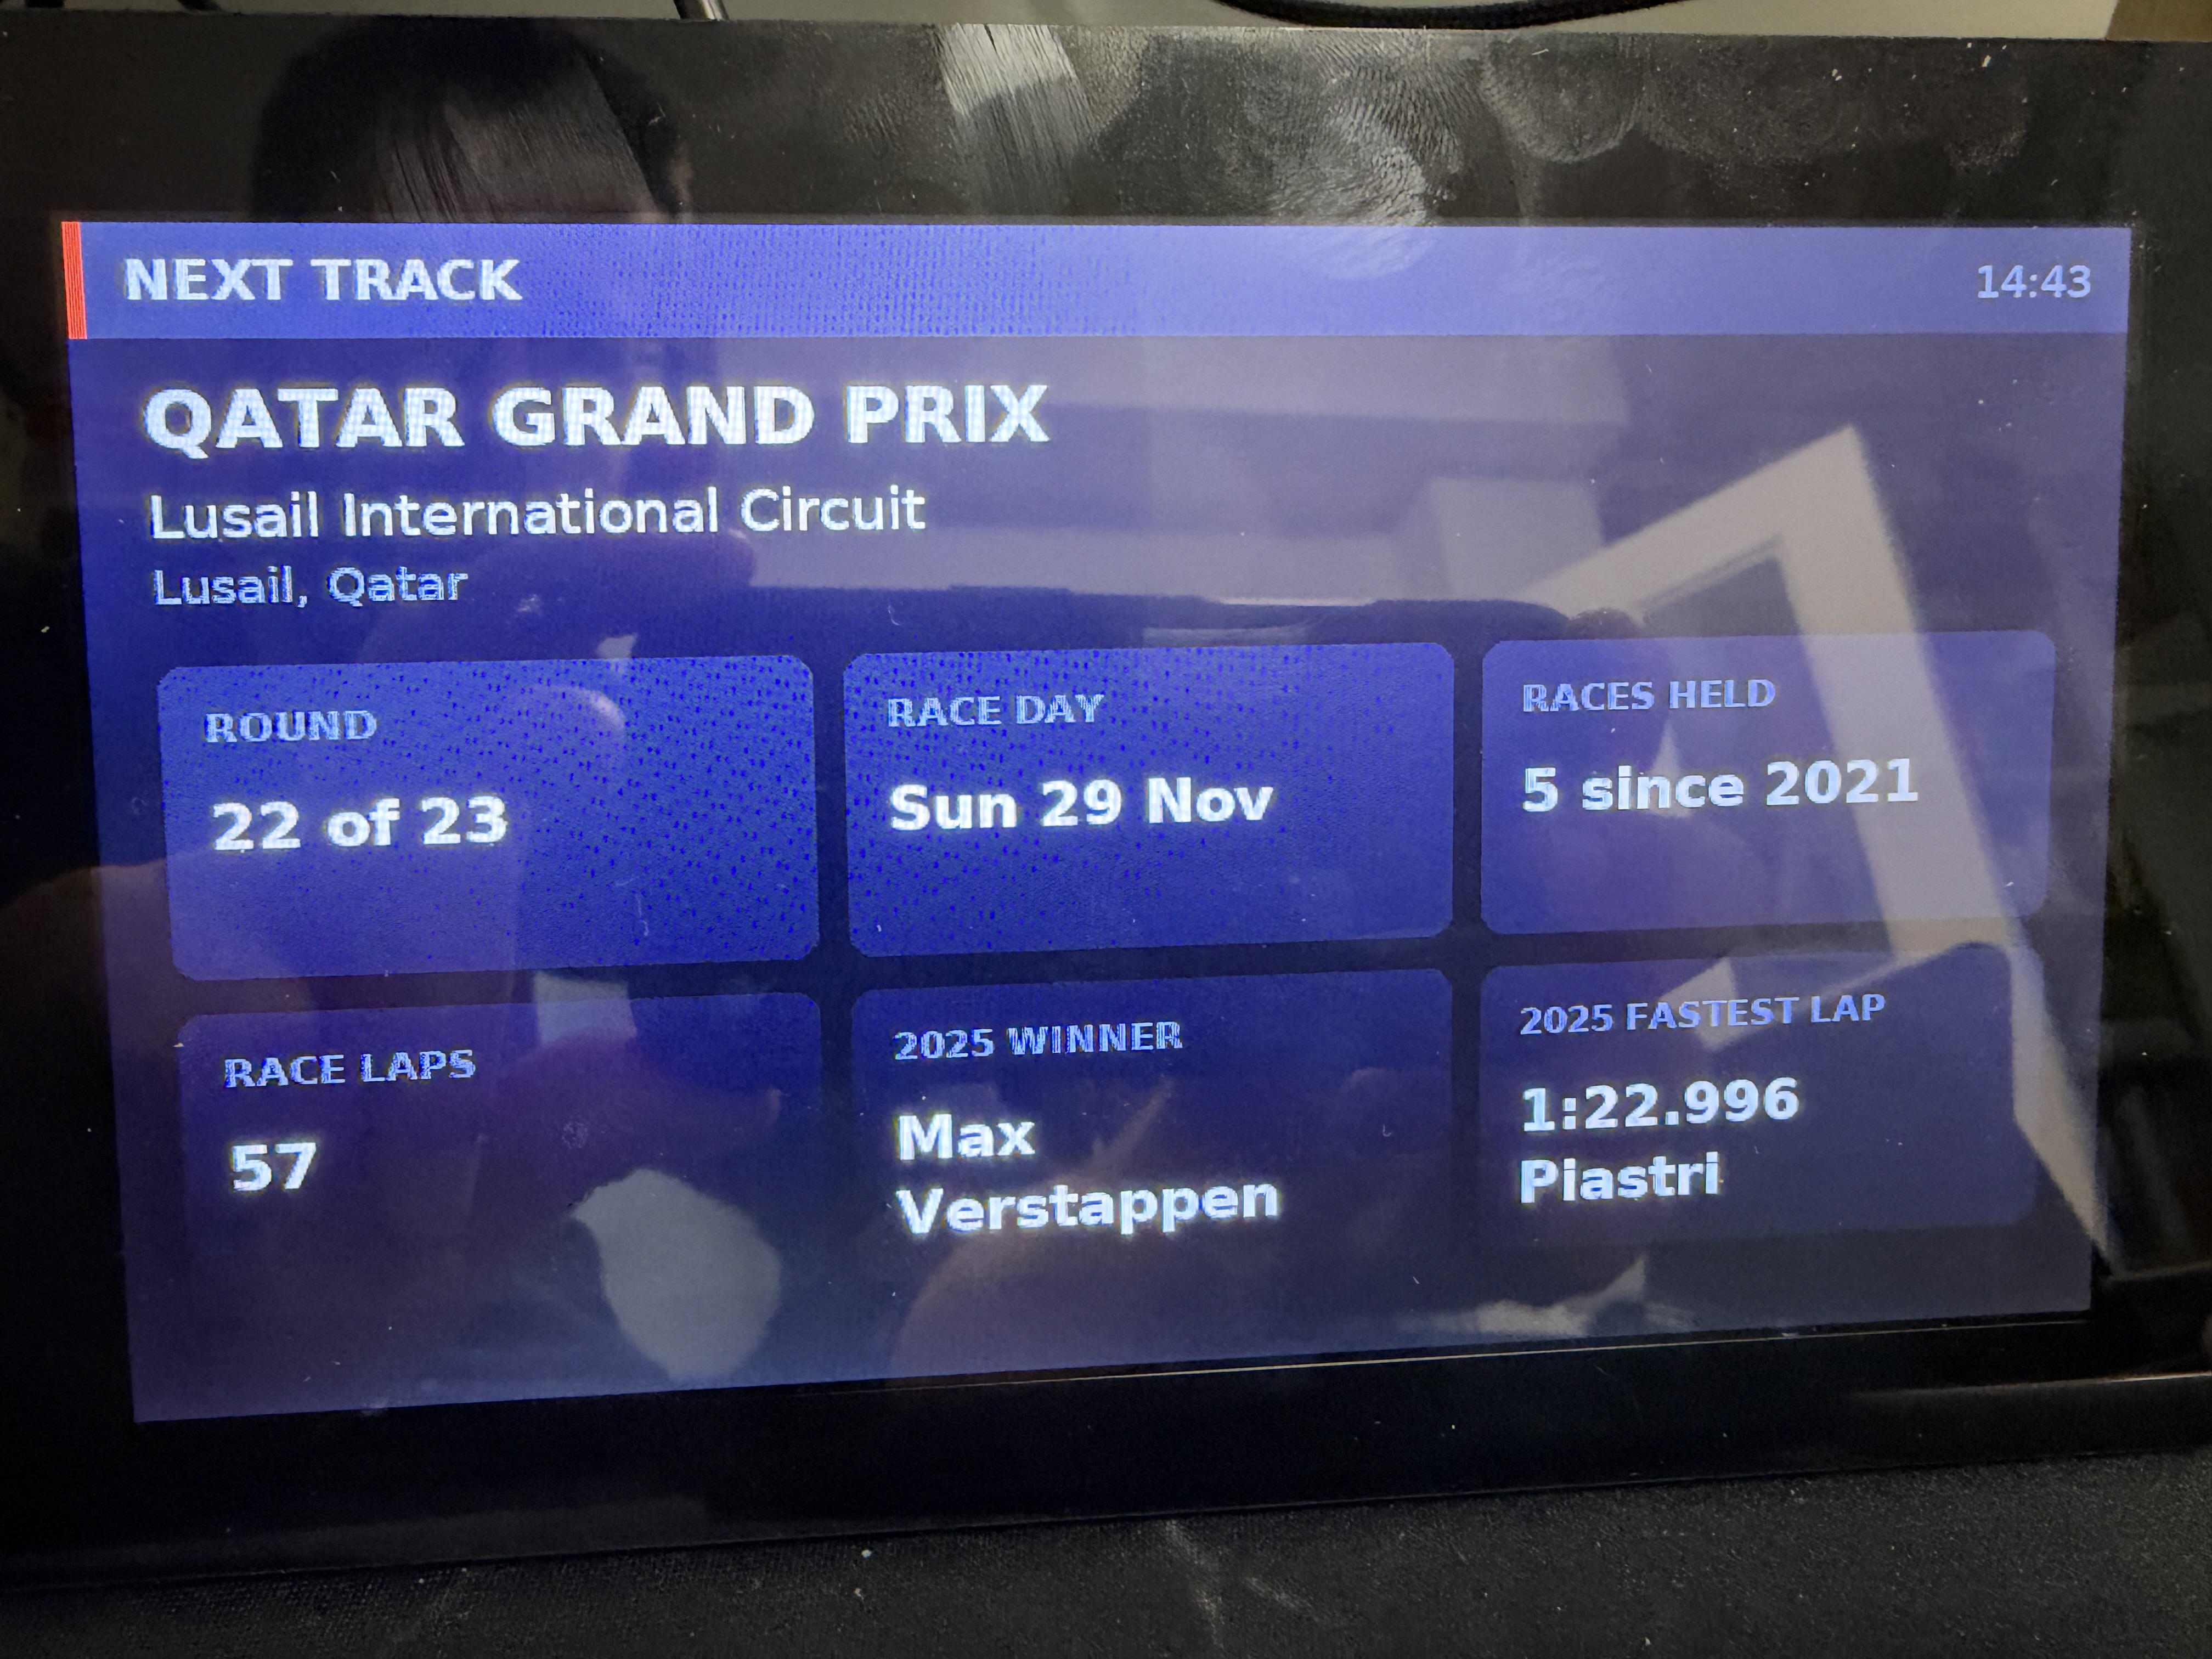 NEXT TRACK
14:43
QATAR GRAND PRIX
Lusail International Circuit
Lusail, Qatar
ROUND
22 of 23
RACE DAY
Sun 29 Nov
RACES HELD
5 since 2021
RACE LAPS
57
2025 WINNER
Max
Verstappen
2025 FASTEST LAP
1:22.996
Piastri